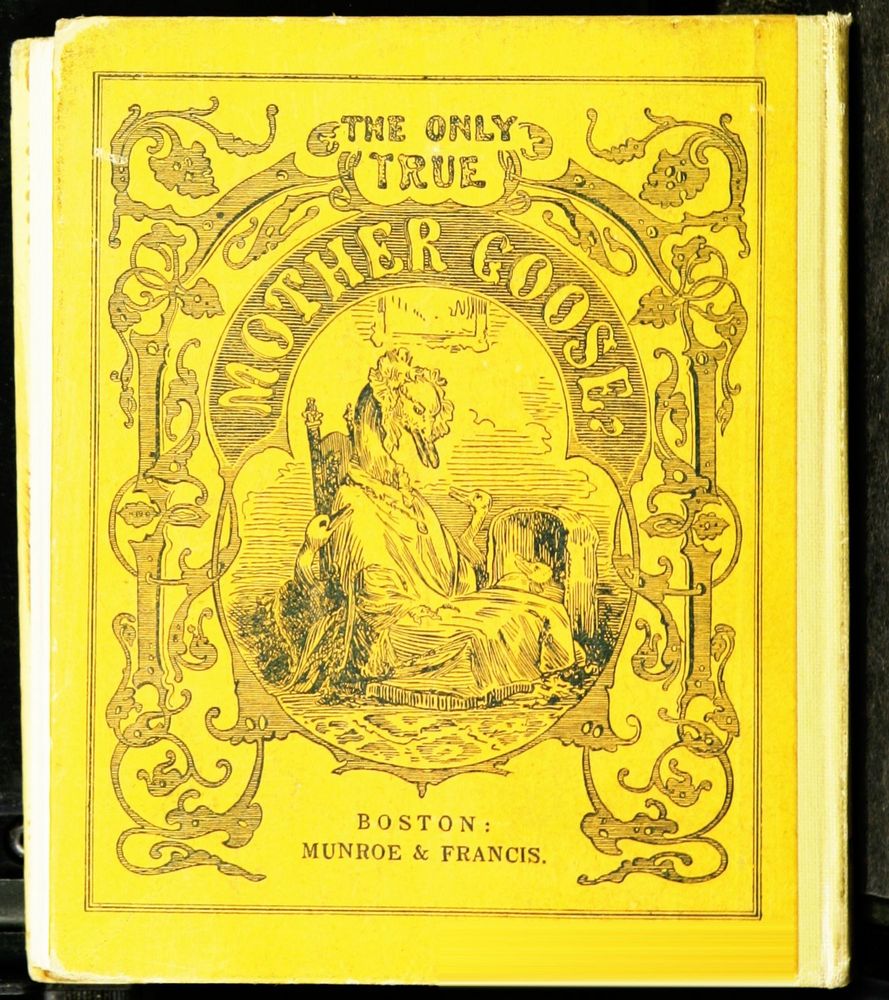 THE ONLY
TRUE
MOTHER GOOSE.
BOSTON:
MUNROE & FRANCIS.